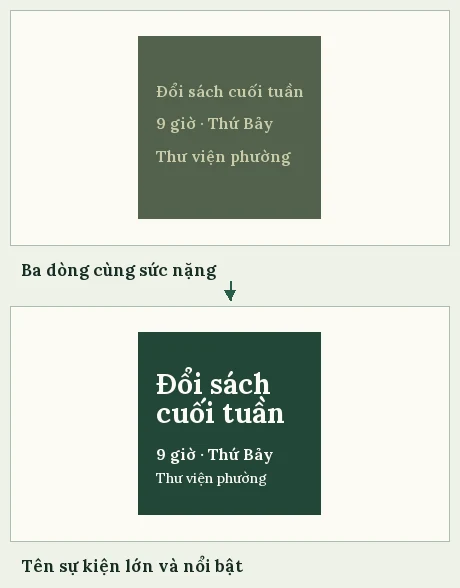 Đổi sách cuối tuần
9 giờ · Thứ Bảy
Thư viện phường
Ba dòng cùng sức nặng
Đổi sách
cuối tuần
9 giờ · Thứ Bảy
Thư viện phường
Tên sự kiện lớn và nổi bật